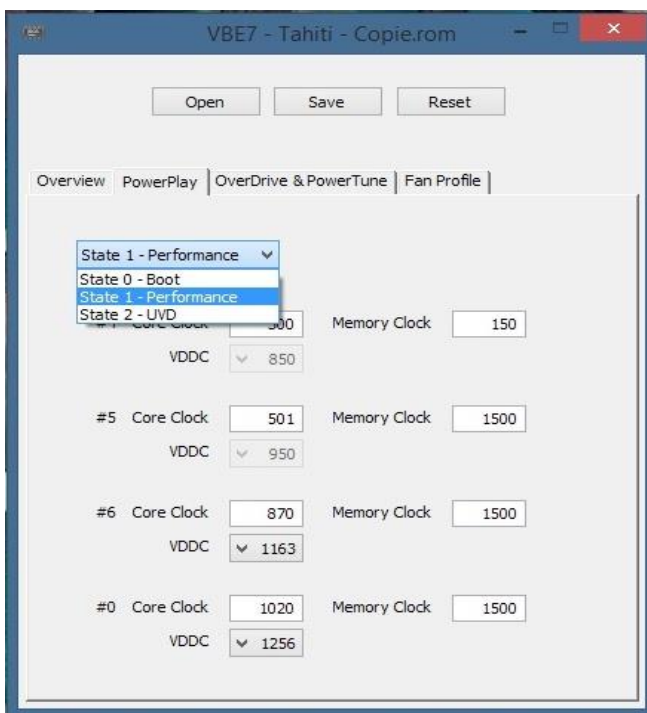 VBE7 - Tahiti - Copie.rom
Open Save Reset
Overview PowerPlay OverDrive & PowerTune Fan Profile
State 1 - Performance
State 0 - Boot
State 1 - Performance
State 2 - UVD
Core Clock Memory Clock 150
VDDC 850
#5 Core Clock 501 Memory Clock 1500
VDDC 950
#6 Core Clock 870 Memory Clock 1500
VDDC 1163
#0 Core Clock 1020 Memory Clock 1500
VDDC 1256